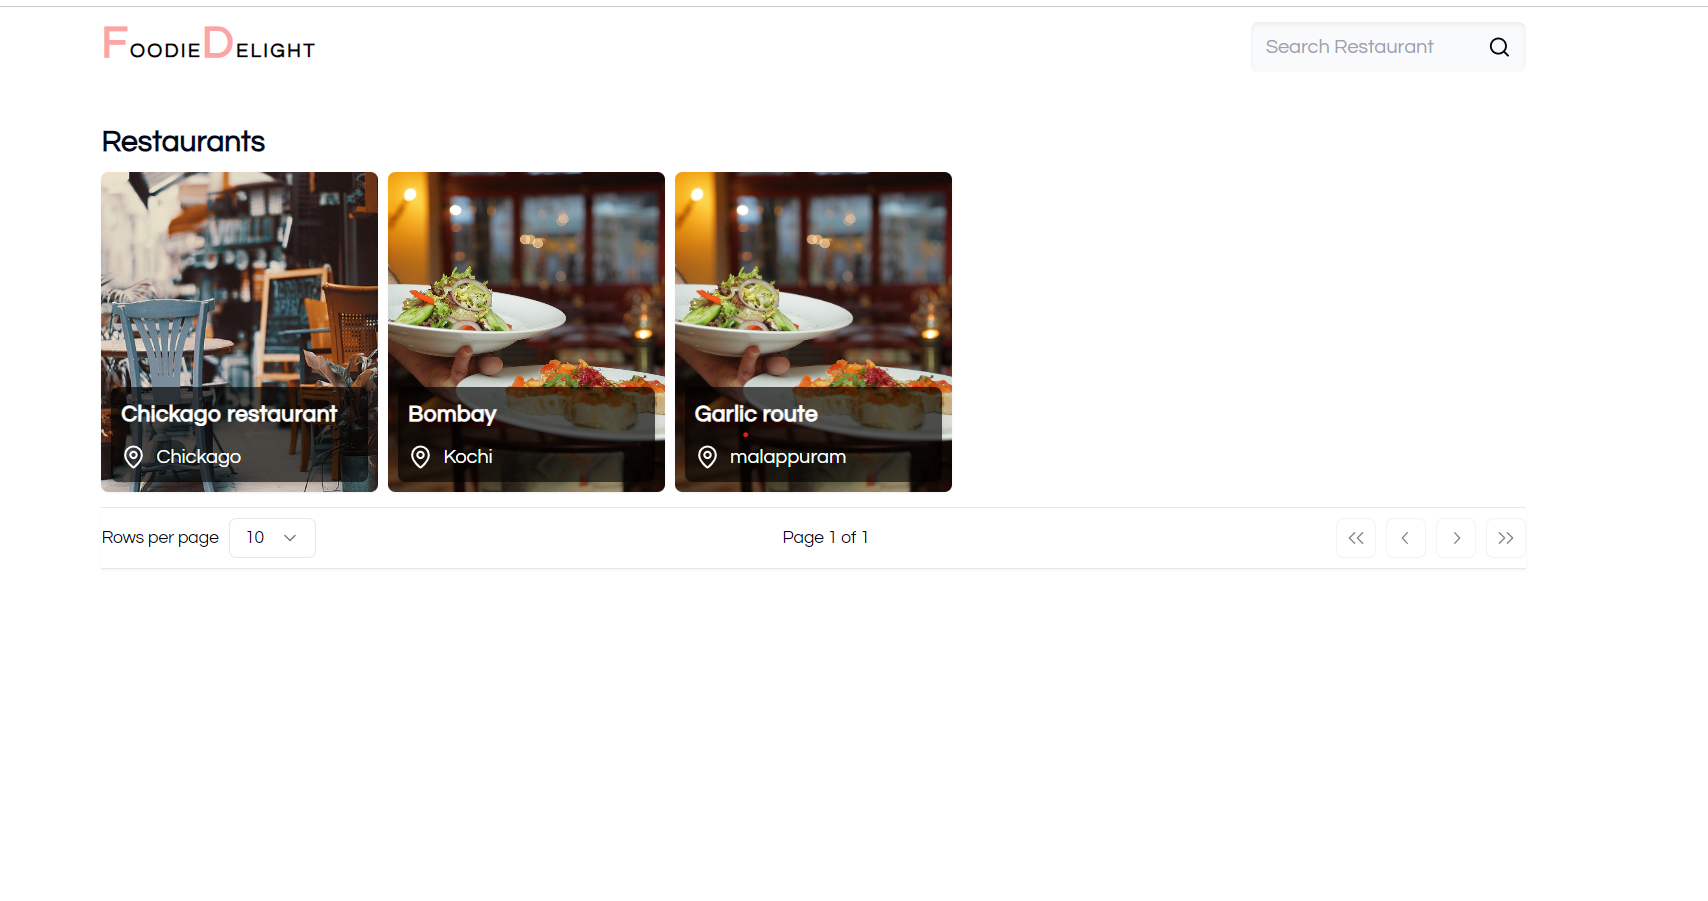 FoodieDelight
Search Restaurant
Restaurants
Chickago restaurant
Chickago
Bombay
Kochi
Garlic route
malappuram
Rows per page 10 Page 1 of 1